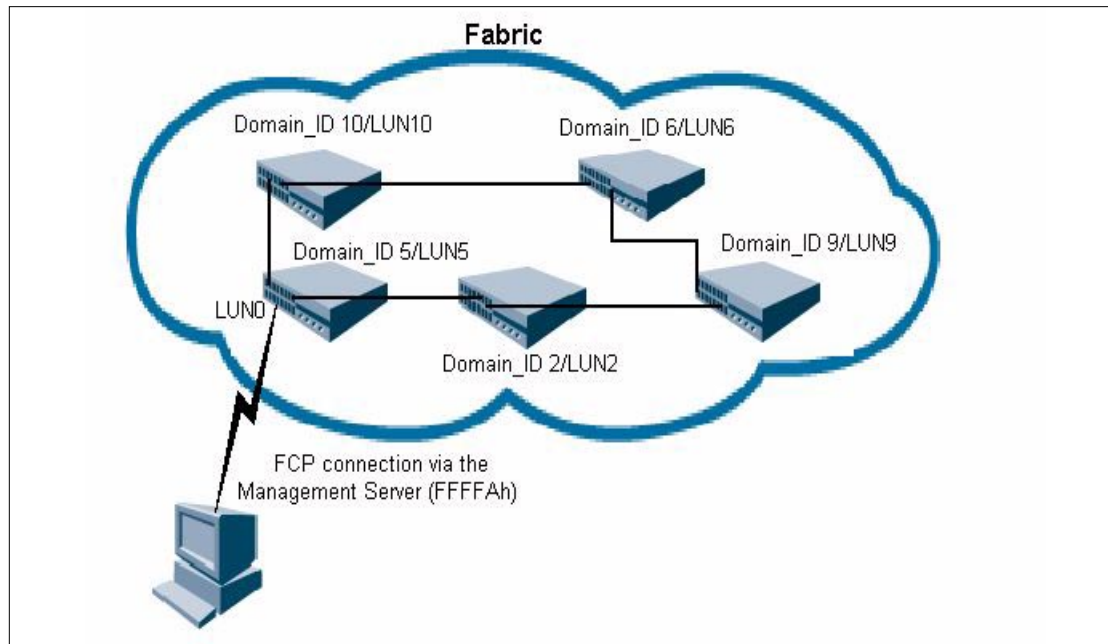 Fabric
Domain_ID 10/LUN10
Domain_ID 6/LUN6
Domain_ID 5/LUN5
Domain_ID 9/LUN9
LUN0
Domain_ID 2/LUN2
FCP connection via the
Management Server (FFFFAh)